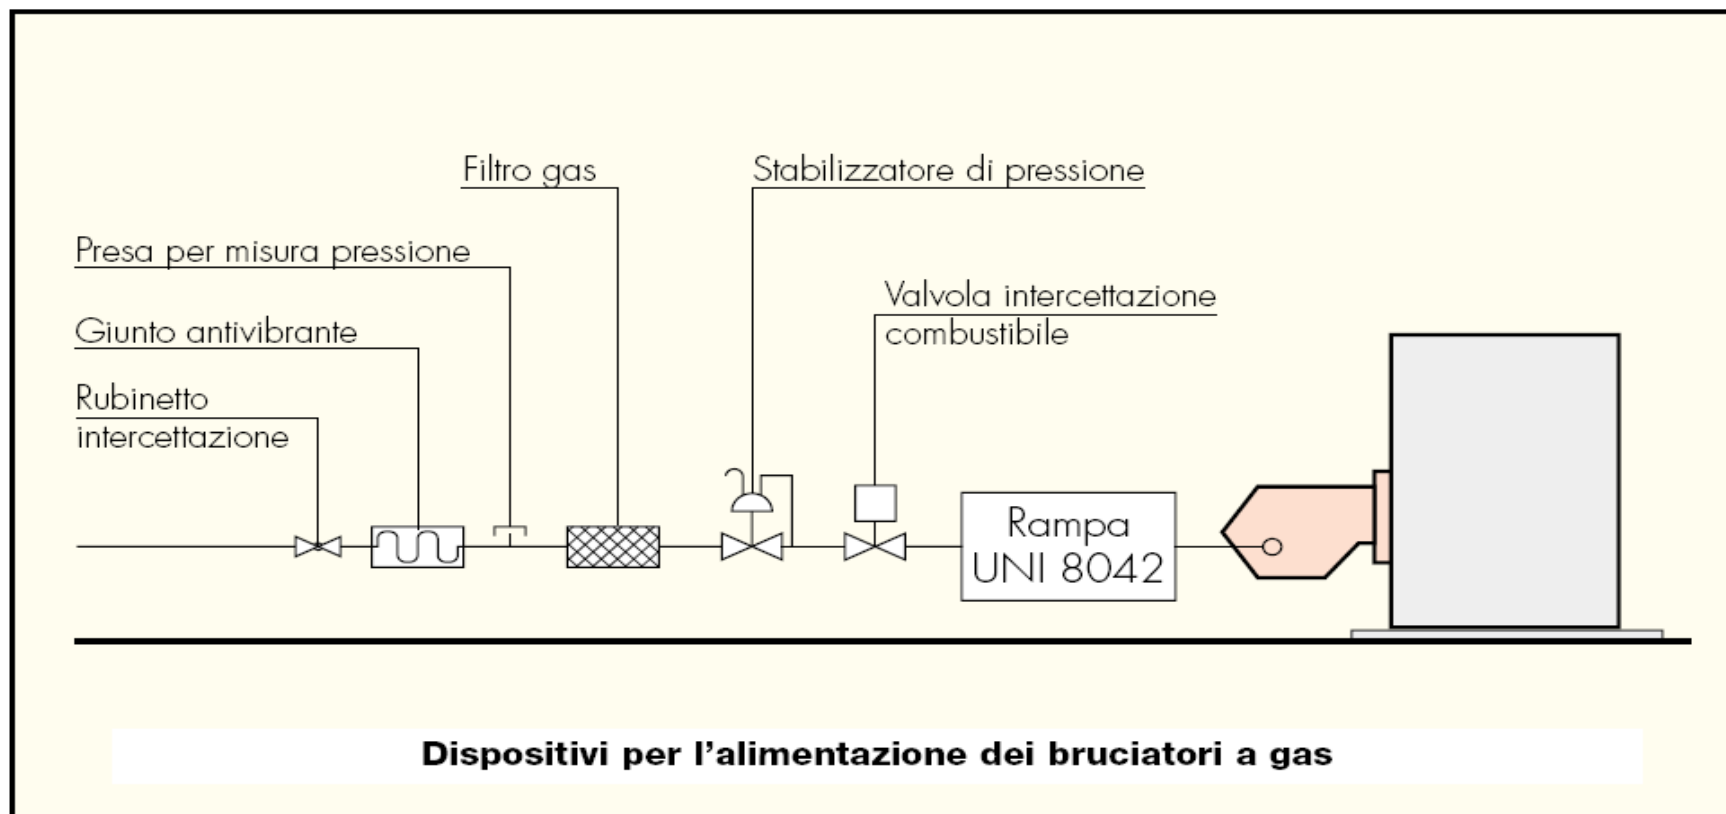 Filtro gas
Stabilizzatore di pressione
Presa per misura pressione
Valvola intercettazione
combustibile
Giunto antivibrante
Rubinetto
intercettazione
Rampa
UNI 8042
Dispositivi per l'alimentazione dei bruciatori a gas